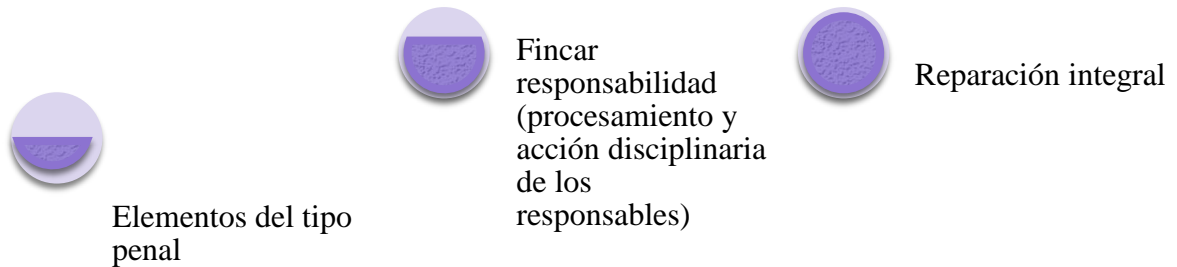 Elementos del tipo
penal
Fincar
responsabilidad
(procesamiento y
acción disciplinaria
de los
responsables)
Reparación integral